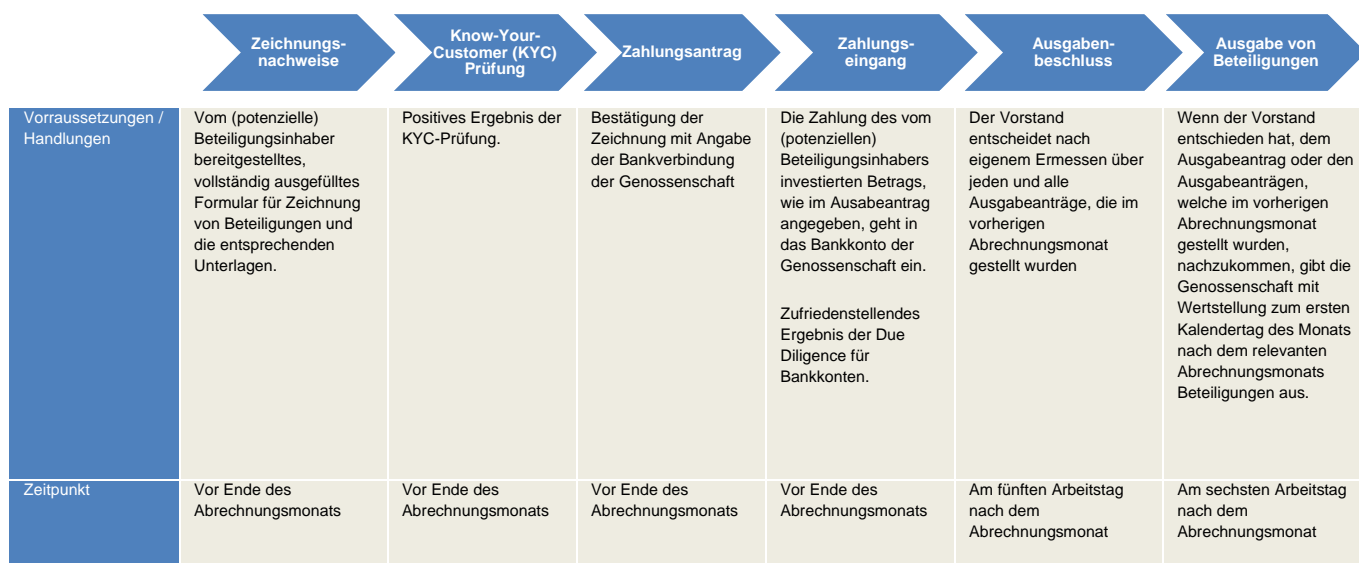 Zeichnungs-
nachweise
Know-Your-
Customer (KYC)
Prüfung
Zahlungsantrag
Zahlungs-
eingang
Ausgaben-
beschluss
Ausgabe von
Beteiligungen
Vorraussetzungen /
Handlungen
Vom (potenzielle)
Beteiligungsinhaber
bereitgestelltes,
vollständig ausgefülltes
Formular für Zeichnung
von Beteiligungen und
die entsprechenden
Unterlagen.
Positives Ergebnis der
KYC-Prüfung.
Bestätigung der
Zeichnung mit Angabe
der Bankverbindung
der Genossenschaft
Die Zahlung des vom
(potenziellen)
Beteiligungsinhabers
investierten Betrags,
wie im Ausabeantrag
angegeben, geht in
das Bankkonto der
Genossenschaft ein.
Zufriedenstellendes
Ergebnis der Due
Diligence für
Bankkonten.
Der Vorstand
entscheidet nach
eigenem Ermessen über
jeden und alle
Ausgabeanträge, die im
vorherigen
Abrechnungsmonat
gestellt wurden
Wenn der Vorstand
entschieden hat, dem
Ausgabeantrag oder den
Ausgabeanträgen,
welche im vorherigen
Abrechnungsmonat
gestellt wurden,
nachzukommen, gibt die
Genossenschaft mit
Wertstellung zum ersten
Kalendertag des Monats
nach dem relevanten
Abrechnungsmonats
Beteiligungen aus.
Zeitpunkt
Vor Ende des
Abrechnungsmonats
Vor Ende des
Abrechnungsmonats
Vor Ende des
Abrechnungsmonats
Vor Ende des
Abrechnungsmonats
Am fünften Arbeitstag
nach dem
Abrechnungsmonat
Am sechsten Arbeitstag
nach dem
Abrechnungsmonat